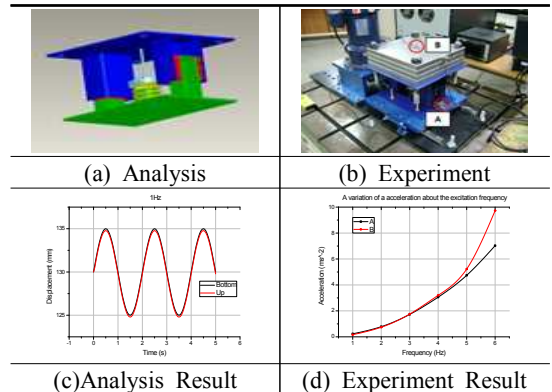 B
A
(a) Analysis
(b) Experiment
1Hz
Displacement (mm)
135
130
125
Bottom
Up
-1 0 1 2 3 4 5 6
Time (s)
A variation of a acceleration about the excitation frequency
Acceleration (m^-2)
10
8
6
4
2
0
A
B
1 2 3 4 5 6
Frequency (Hz)
(c)Analysis Result
(d) Experiment Result